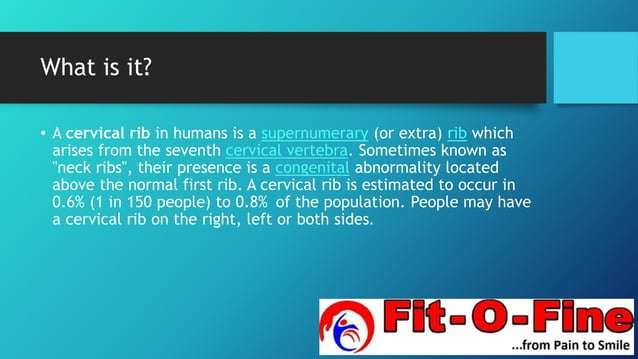 What is it?
• A cervical rib in humans is a supernumerary (or extra) rib which
arises from the seventh cervical vertebra. Sometimes known as
"neck ribs", their presence is a congenital abnormality located
above the normal first rib. A cervical rib is estimated to occur in
0.6% (1 in 150 people) to 0.8% of the population. People may have
a cervical rib on the right, left or both sides.
Fit-O-Fine
...from Pain to Smile